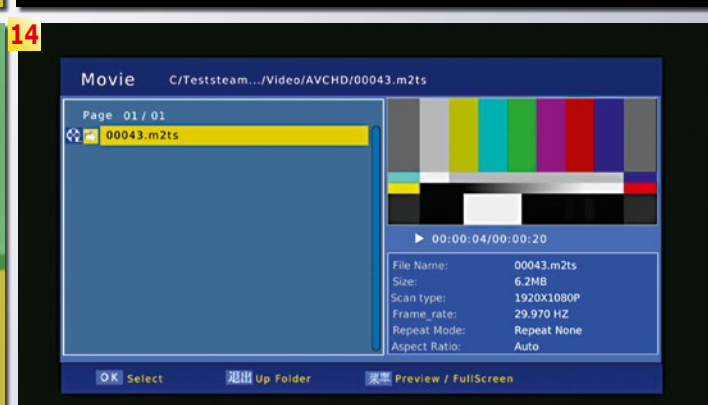 14
Movie C/Teststeam.../Video/AVCHD/00043.m2ts
Page 01/01
00043.m2ts
00:00:04/00:00:20
File Name: 00043.m2ts
Size: 6.2MB
Scan type: 1920X1080P
Frame_rate: 29.970 HZ
Repeat Mode: Repeat None
Aspect Ratio: Auto
OK Select 退出 Up Folder 菜单 Preview / FullScreen